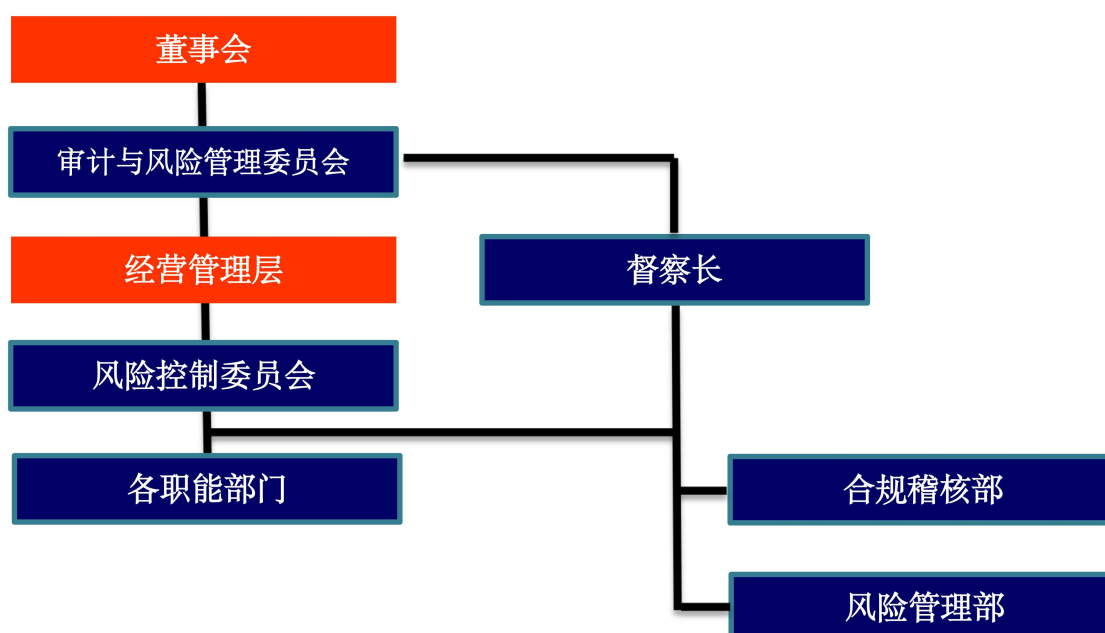 董事会
审计与风险管理委员会
经营管理层
督察长
风险控制委员会
各职能部门
合规稽核部
风险管理部